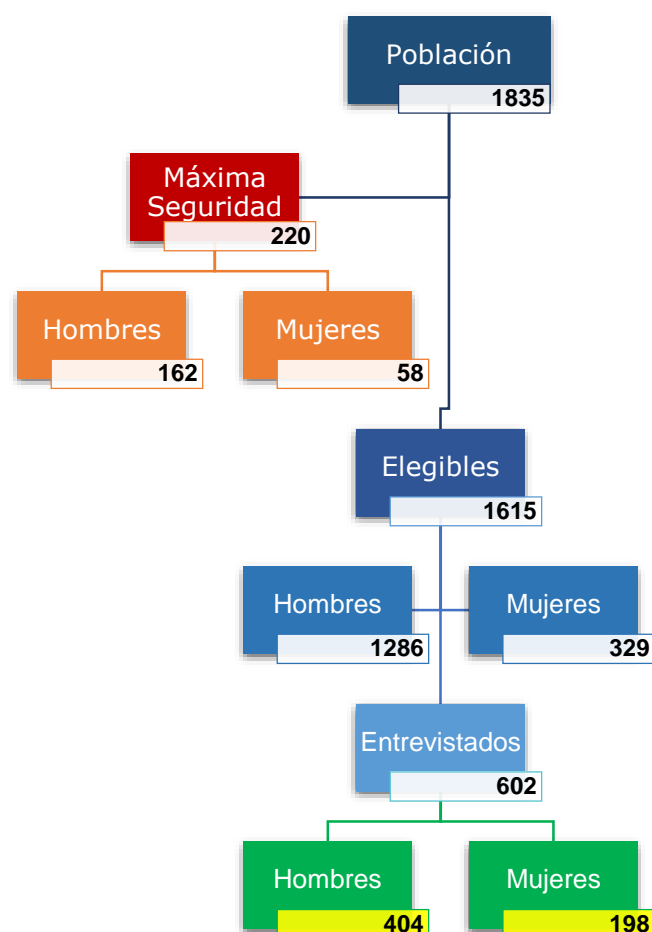 Población
1835
Máxima
Seguridad
220
Hombres
162
Mujeres
58
Elegibles
1615
Hombres
1286
Mujeres
329
Entrevistados
602
Hombres
404
Mujeres
198